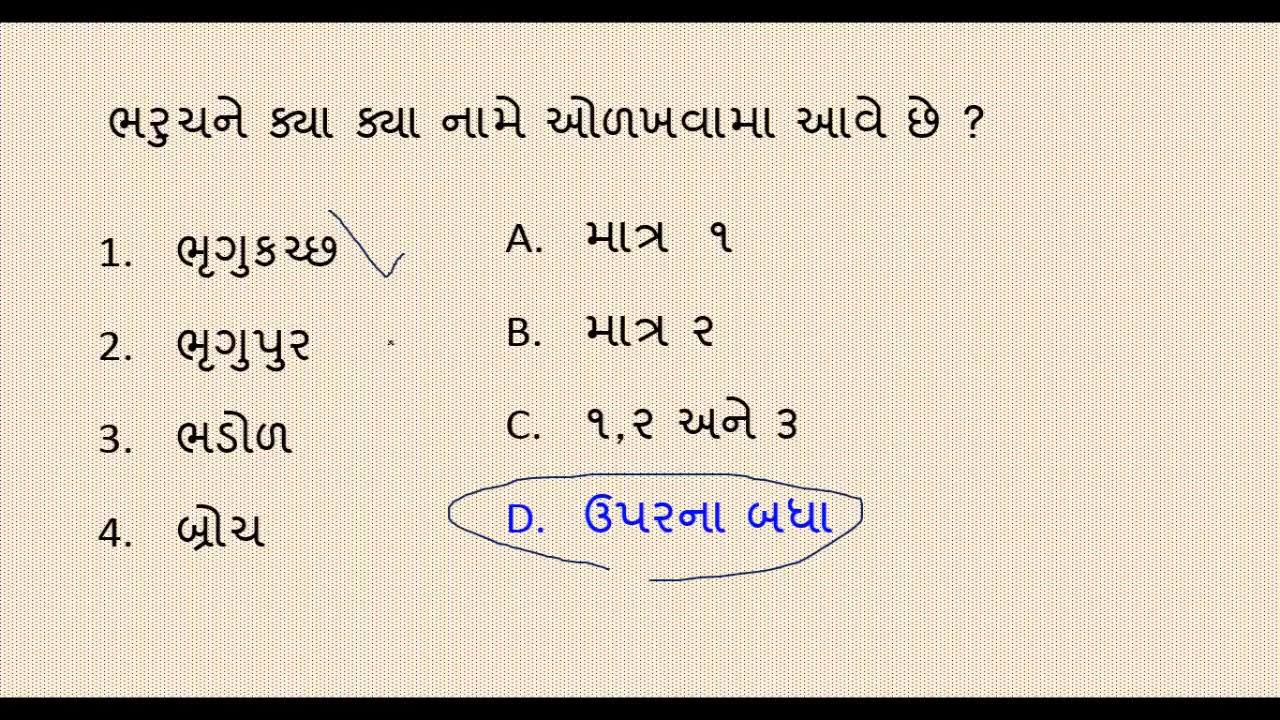 ભરુચને ક્યા ક્યા નામે ઓળખવામા આવે છે ?
1. ભૃગુકચ્છ
2. ભૃગુપુર
3. ભડોળ
4. બ્રોચ
A. માત્ર ૧
B. માત્ર ૨
C. ૧,૨ અને ૩
D. ઉપરના બધા